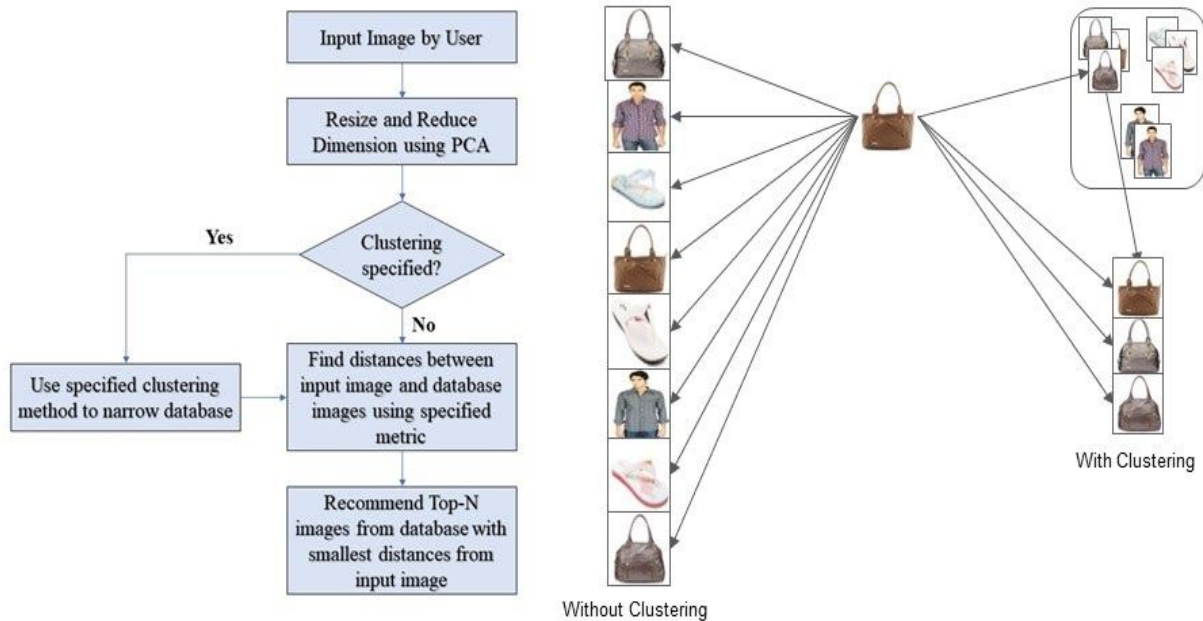 Input Image by User
Resize and Reduce
Dimension using PCA
Clustering
specified?
Yes
No
Use specified clustering
method to narrow database
Find distances between
input image and database
images using specified
metric
Recommend Top-N
images from database with
smallest distances from
input image
Without Clustering
With Clustering